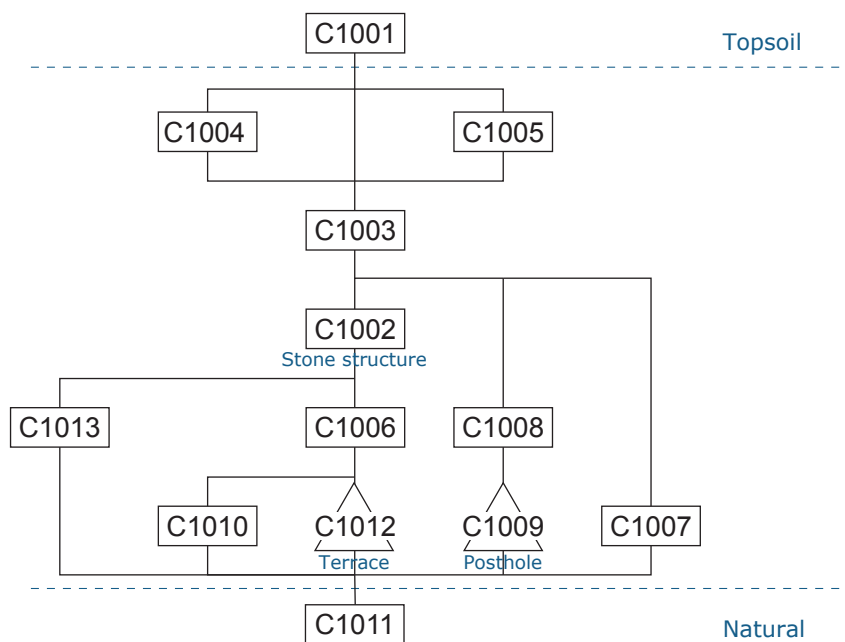 C1001
Topsoil
C1004
C1005
C1003
C1002
Stone structure
C1013
C1006
C1008
C1010
C1012
C1009
C1007
Terrace
Posthole
C1011
Natural